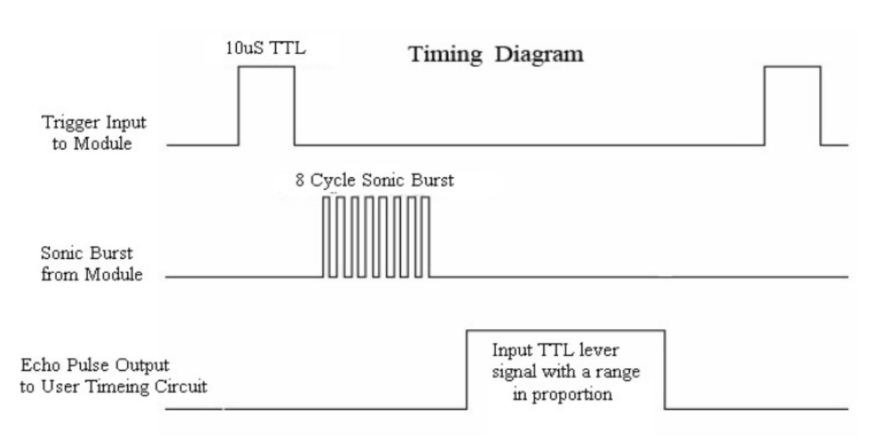 10uS TTL
Timing Diagram
Trigger Input
to Module
8 Cycle Sonic Burst
Sonic Burst
from Module
Echo Pulse Output
to User Timeing Circuit
Input TTL lever
signal with a range
in proportion